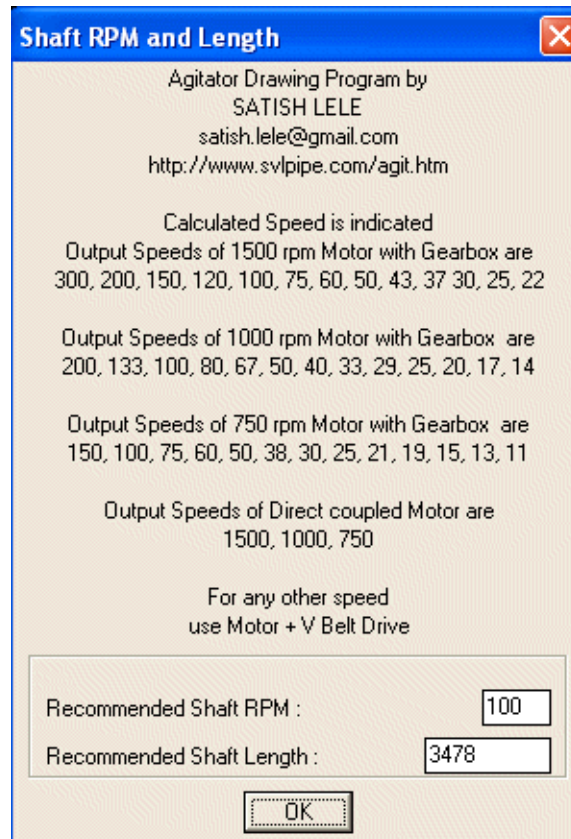 Shaft RPM and Length
Agitator Drawing Program by
SATISH LELE
satish.lele@gmail.com
http://www.svlpipe.com/agit.htm
Calculated Speed is indicated
Output Speeds of 1500 rpm Motor with Gearbox are
300, 200, 150, 120, 100, 75, 60, 50, 43, 37 30, 25, 22
Output Speeds of 1000 rpm Motor with Gearbox are
200, 133, 100, 80, 67, 50, 40, 33, 29, 25, 20, 17, 14
Output Speeds of 750 rpm Motor with Gearbox are
150, 100, 75, 60, 50, 38, 30, 25, 21, 19, 15, 13, 11
Output Speeds of Direct coupled Motor are
1500, 1000, 750
For any other speed
use Motor + V Belt Drive
Recommended Shaft RPM : 100
Recommended Shaft Length : 3478
OK